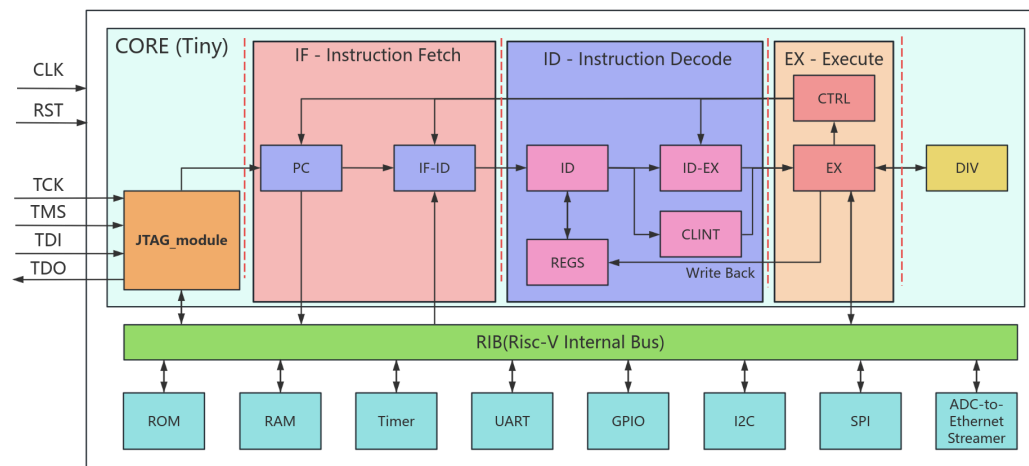 CORE (Tiny)
IF - Instruction Fetch
ID - Instruction Decode
EX - Execute
CLK
RST
TCK
TMS
TDI
TDO
JTAG_module
PC
IF-ID
ID
ID-EX
CLINT
REGS
Write Back
CTRL
EX
DIV
RIB(Risc-V Internal Bus)
ROM
RAM
Timer
UART
GPIO
I2C
SPI
ADC-to-
Ethernet
Streamer